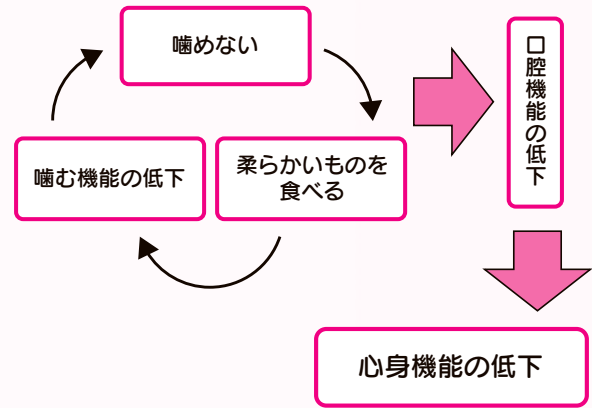 噛めない
柔らかいものを
食べる
噛む機能の低下
口腔機能の低下
心身機能の低下